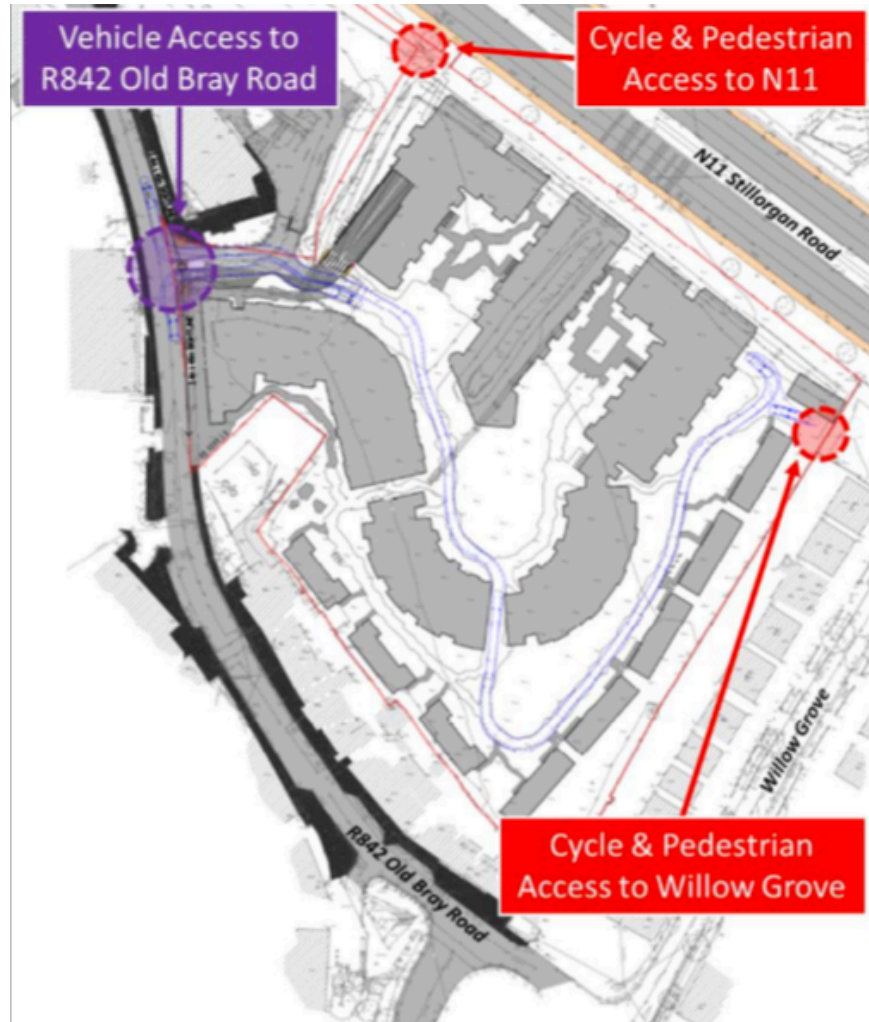 Vehicle Access to
R842 Old Bray Road
Cycle & Pedestrian
Access to N11
N11 Stillorgan Road
Willow Grove
Cycle & Pedestrian
Access to Willow Grove
R842 Old Bray Road